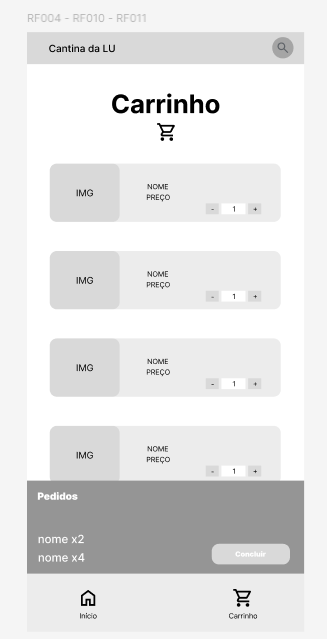 RF004 - RF010 - RF011
Cantina da LU
Carrinho
IMG
NOME
PREÇO
- 1 +
IMG
NOME
PREÇO
- 1 +
IMG
NOME
PREÇO
- 1 +
IMG
NOME
PREÇO
- 1 +
Pedidos
nome x2
nome x4
Concluir
Início
Carrinho